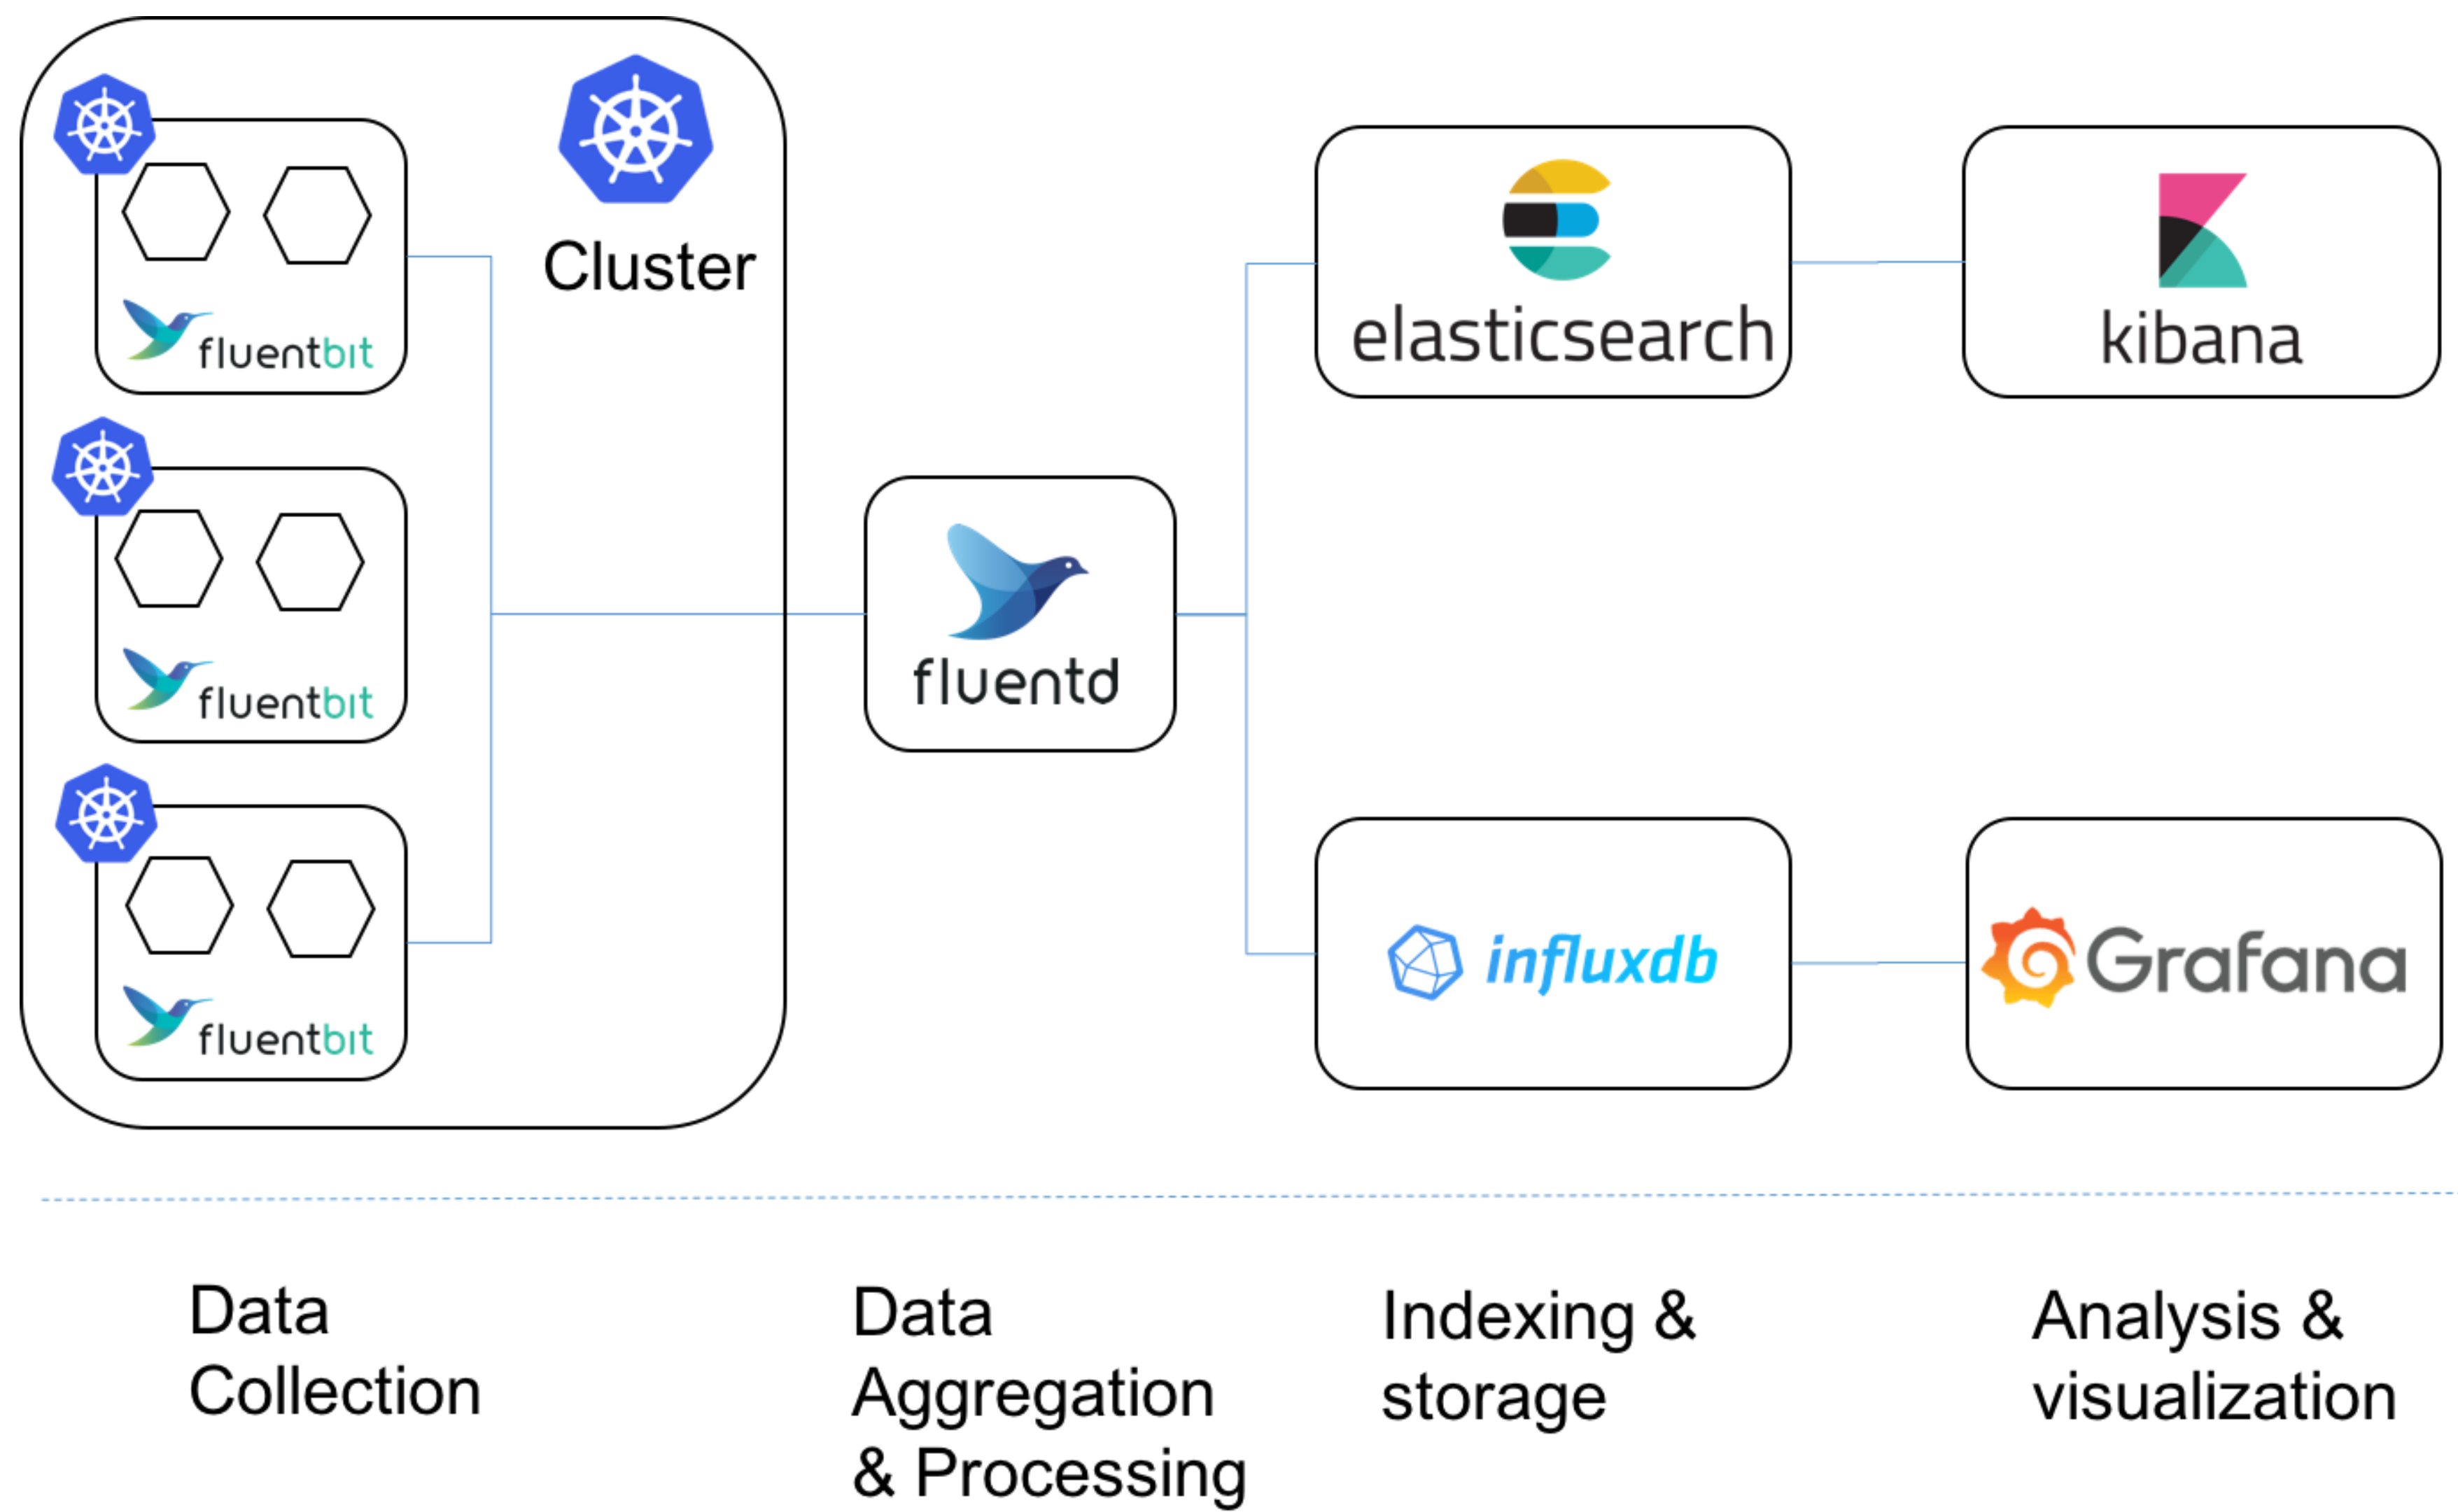 Cluster
fluentbit
fluentbit
fluentbit
fluentd
elasticsearch
kibana
influxdb
Grafana
Data
Collection
Data
Aggregation
& Processing
Indexing &
storage
Analysis &
visualization